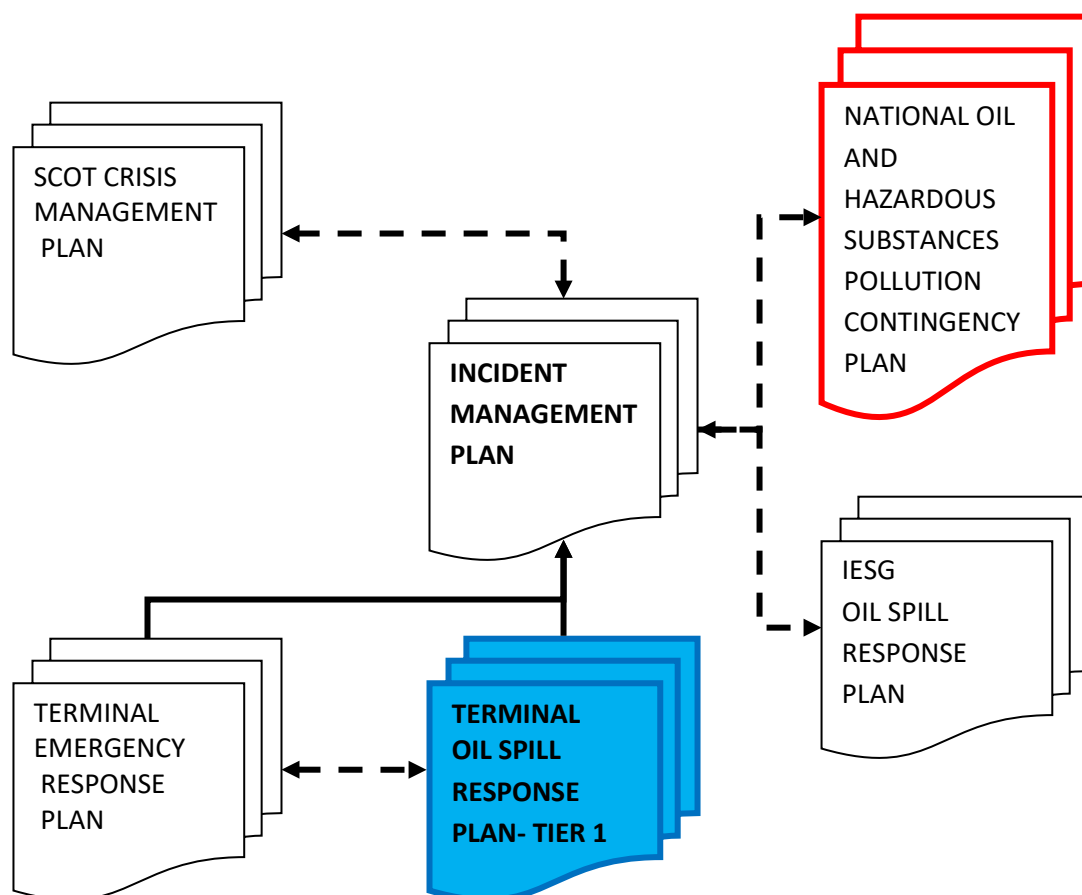 SCOT CRISIS
MANAGEMENT
PLAN
NATIONAL OIL
AND
HAZARDOUS
SUBSTANCES
POLLUTION
CONTINGENCY
PLAN
INCIDENT
MANAGEMENT
PLAN
IESG
OIL SPILL
RESPONSE
PLAN
TERMINAL
EMERGENCY
RESPONSE
PLAN
TERMINAL
OIL SPILL
RESPONSE
PLAN- TIER 1